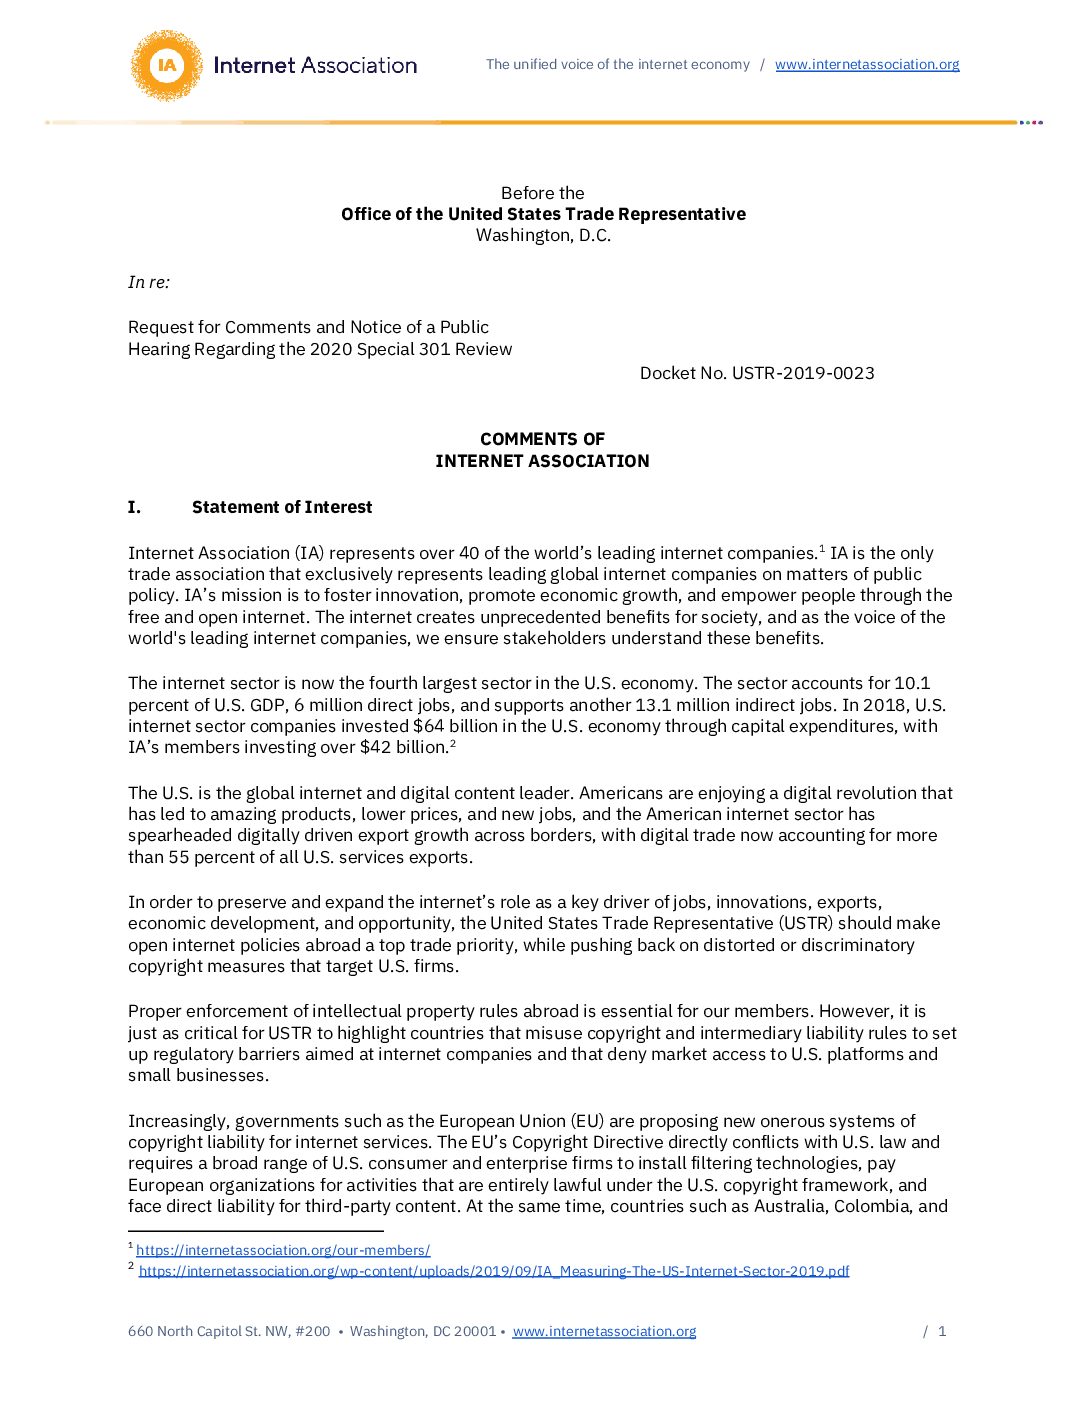 IA Internet Association
The unified voice of the internet economy / www.internetassociation.org
Before the
Office of the United States Trade Representative
Washington, D.C.
In re:
Request for Comments and Notice of a Public
Hearing Regarding the 2020 Special 301 Review
Docket No. USTR-2019-0023
COMMENTS OF
INTERNET ASSOCIATION
I. Statement of Interest
Internet Association (IA) represents over 40 of the world’s leading internet companies.1 IA is the only
trade association that exclusively represents leading global internet companies on matters of public
policy. IA’s mission is to foster innovation, promote economic growth, and empower people through the
free and open internet. The internet creates unprecedented benefits for society, and as the voice of the
world's leading internet companies, we ensure stakeholders understand these benefits.
The internet sector is now the fourth largest sector in the U.S. economy. The sector accounts for 10.1
percent of U.S. GDP, 6 million direct jobs, and supports another 13.1 million indirect jobs. In 2018, U.S.
internet sector companies invested $64 billion in the U.S. economy through capital expenditures, with
IA’s members investing over $42 billion.2
The U.S. is the global internet and digital content leader. Americans are enjoying a digital revolution that
has led to amazing products, lower prices, and new jobs, and the American internet sector has
spearheaded digitally driven export growth across borders, with digital trade now accounting for more
than 55 percent of all U.S. services exports.
In order to preserve and expand the internet’s role as a key driver of jobs, innovations, exports,
economic development, and opportunity, the United States Trade Representative (USTR) should make
open internet policies abroad a top trade priority, while pushing back on distorted or discriminatory
copyright measures that target U.S. firms.
Proper enforcement of intellectual property rules abroad is essential for our members. However, it is
just as critical for USTR to highlight countries that misuse copyright and intermediary liability rules to set
up regulatory barriers aimed at internet companies and that deny market access to U.S. platforms and
small businesses.
Increasingly, governments such as the European Union (EU) are proposing new onerous systems of
copyright liability for internet services. The EU’s Copyright Directive directly conflicts with U.S. law and
requires a broad range of U.S. consumer and enterprise firms to install filtering technologies, pay
European organizations for activities that are entirely lawful under the U.S. copyright framework, and
face direct liability for third-party content. At the same time, countries such as Australia, Colombia, and
1 https://internetassociation.org/our-members/
2 https://internetassociation.org/wp-content/uploads/2019/09/IA_Measuring-The-US-Internet-Sector-2019.pdf
660 North Capitol St. NW, #200 • Washington, DC 20001 • www.internetassociation.org / 1